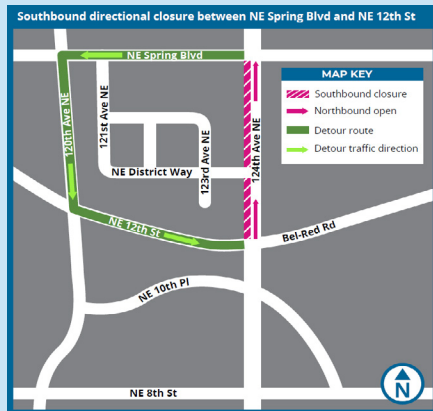 Southbound directional closure between NE Spring Blvd and NE 12th St
NE Spring Blvd
MAP KEY
Southbound closure
Northbound open
Detour route
Detour traffic direction
120th Ave NE
121st Ave NE
123rd Ave NE
124th Ave NE
NE District Way
NE 12th St
Bel-Red Rd
NE 10th Pl
NE 8th St
N